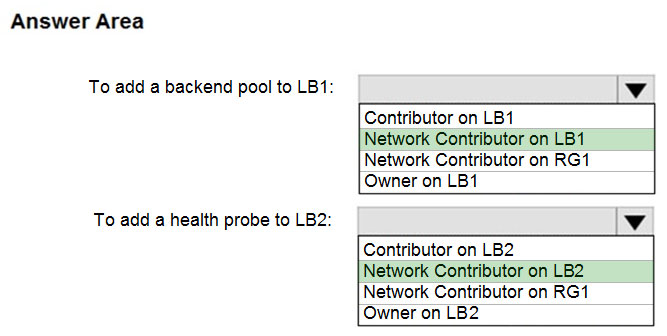 Answer Area
To add a backend pool to LB1:
Contributor on LB1
Network Contributor on LB1
Network Contributor on RG1
Owner on LB1
To add a health probe to LB2:
Contributor on LB2
Network Contributor on LB2
Network Contributor on RG1
Owner on LB2